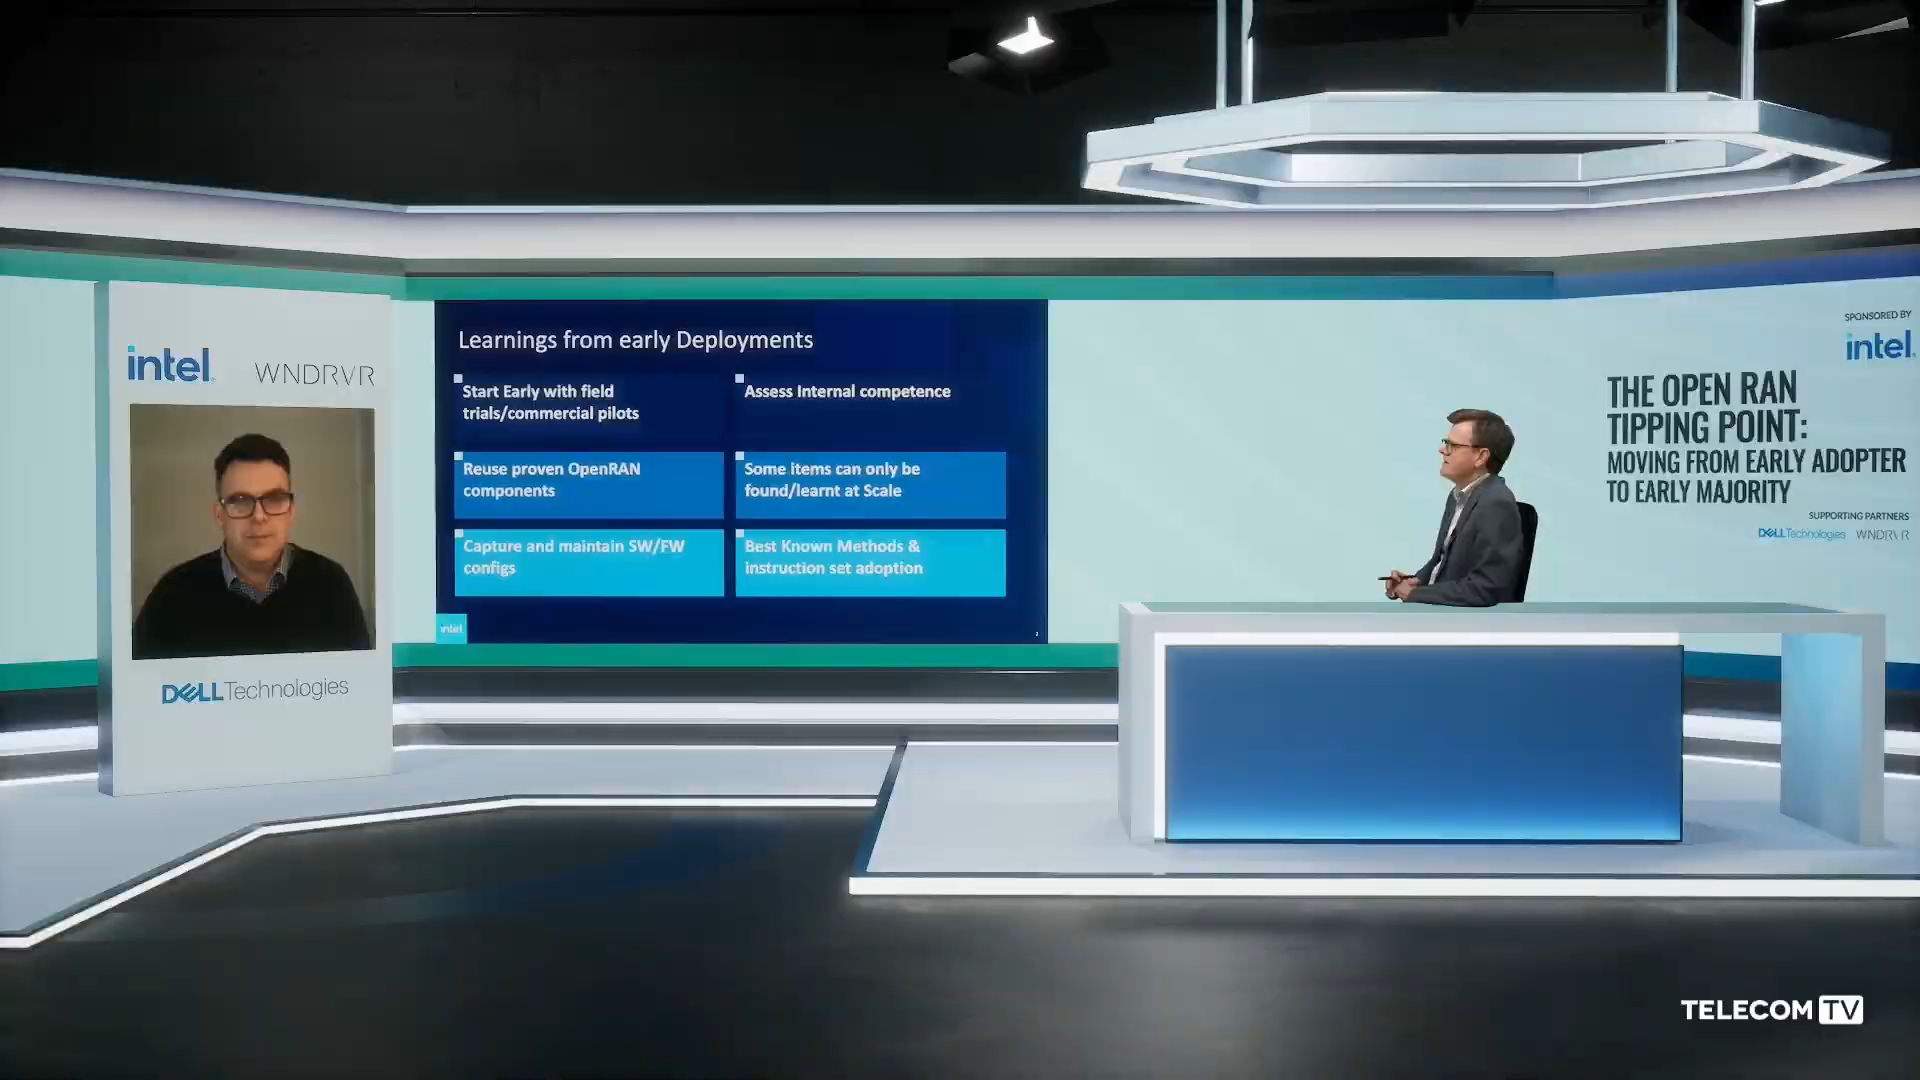 intel
WNDRVR
DELL Technologies
Learnings from early Deployments
Start Early with field
trials/commercial pilots
Assess Internal competence
Reuse proven OpenRAN
components
Some items can only be
found/learnt at Scale
Capture and maintain SW/FW
configs
Best Known Methods &
instruction set adoption
intel
SPONSORED BY
intel.
THE OPEN RAN
TIPPING POINT:
MOVING FROM EARLY ADOPTER
TO EARLY MAJORITY
SUPPORTING PARTNERS
DELL Technologies WNDRVR
TELECOM TV